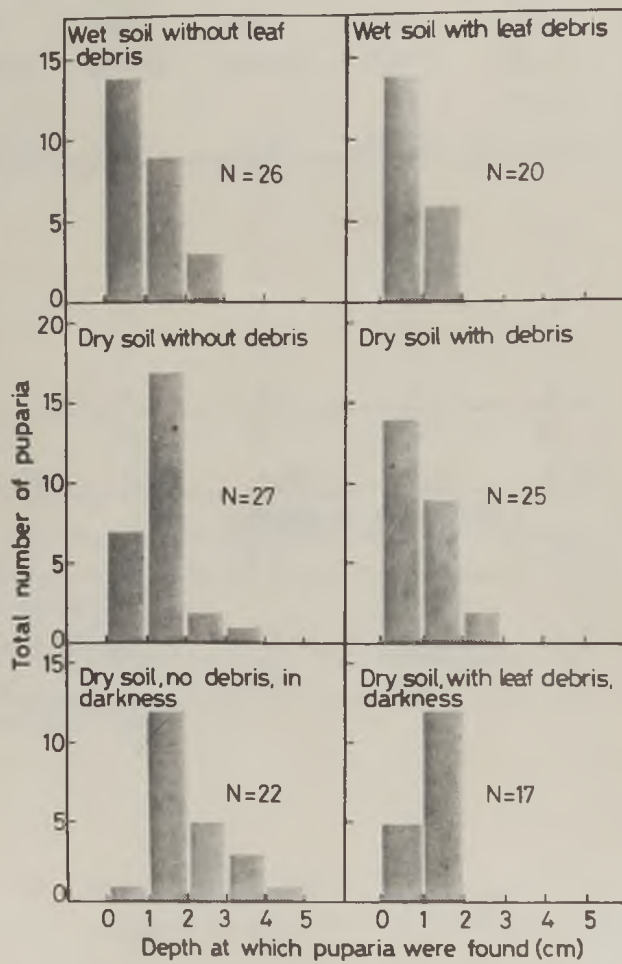 Wet soil without leaf
debris
15
10
5
0
N = 26
Wet soil with leaf debris
N=20
20
15
10
5
0
Dry soil without debris
N=27
Dry soil with debris
N=25
15
10
5
0
Dry soil, no debris, in
darkness
N=22
Dry soil, with leaf debris,
darkness
N=17
Total number of puparia
0 1 2 3 4 5
0 1 2 3 4 5
Depth at which puparia were found (cm)